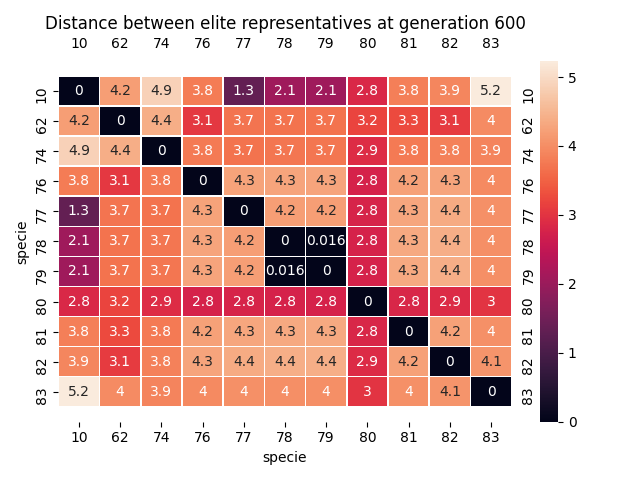 Distance between elite representatives at generation 600
10 62 74 76 77 78 79 80 81 82 83
10 0 4.2 4.9 3.8 1.3 2.1 2.1 2.8 3.8 3.9 5.2 10
62 4.2 0 4.4 3.1 3.7 3.7 3.7 3.2 3.3 3.1 4 62
74 4.9 4.4 0 3.8 3.7 3.7 3.7 2.9 3.8 3.8 3.9 74
76 3.8 3.1 3.8 0 4.3 4.3 4.3 2.8 4.2 4.3 4 76
77 1.3 3.7 3.7 4.3 0 4.2 4.2 2.8 4.3 4.4 4 77
78 2.1 3.7 3.7 4.3 4.2 0 0.016 2.8 4.3 4.4 4 78
79 2.1 3.7 3.7 4.3 4.2 0.016 0 2.8 4.3 4.4 4 79
80 2.8 3.2 2.9 2.8 2.8 2.8 2.8 0 2.8 2.9 3 80
81 3.8 3.3 3.8 4.2 4.3 4.3 4.3 2.8 0 4.2 4 81
82 3.9 3.1 3.8 4.3 4.4 4.4 4.4 2.9 4.2 0 4.1 82
83 5.2 4 3.9 4 4 4 4 3 4 4.1 0 83
10 62 74 76 77 78 79 80 81 82 83
specie
specie
5
4
3
2
1
0